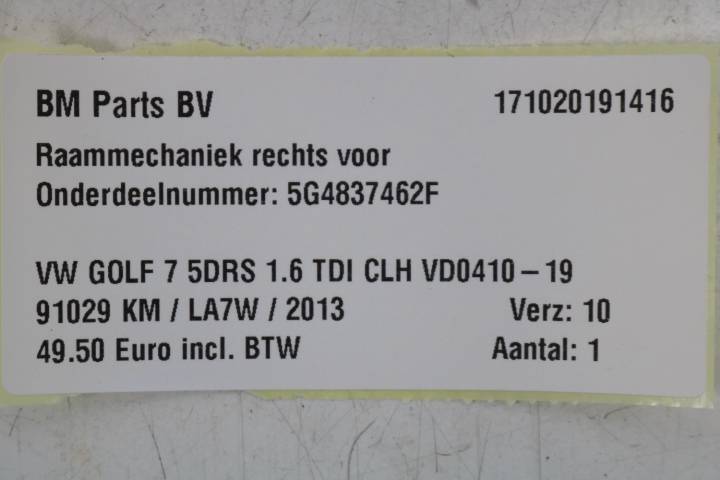 BM Parts BV 171020191416
Raammechaniek rechts voor
Onderdeelnummer: 5G4837462F
VW GOLF 7 5DRS 1.6 TDI CLH VD0410-19
91029 KM / LA7W / 2013 Verz: 10
49.50 Euro incl. BTW Aantal: 1